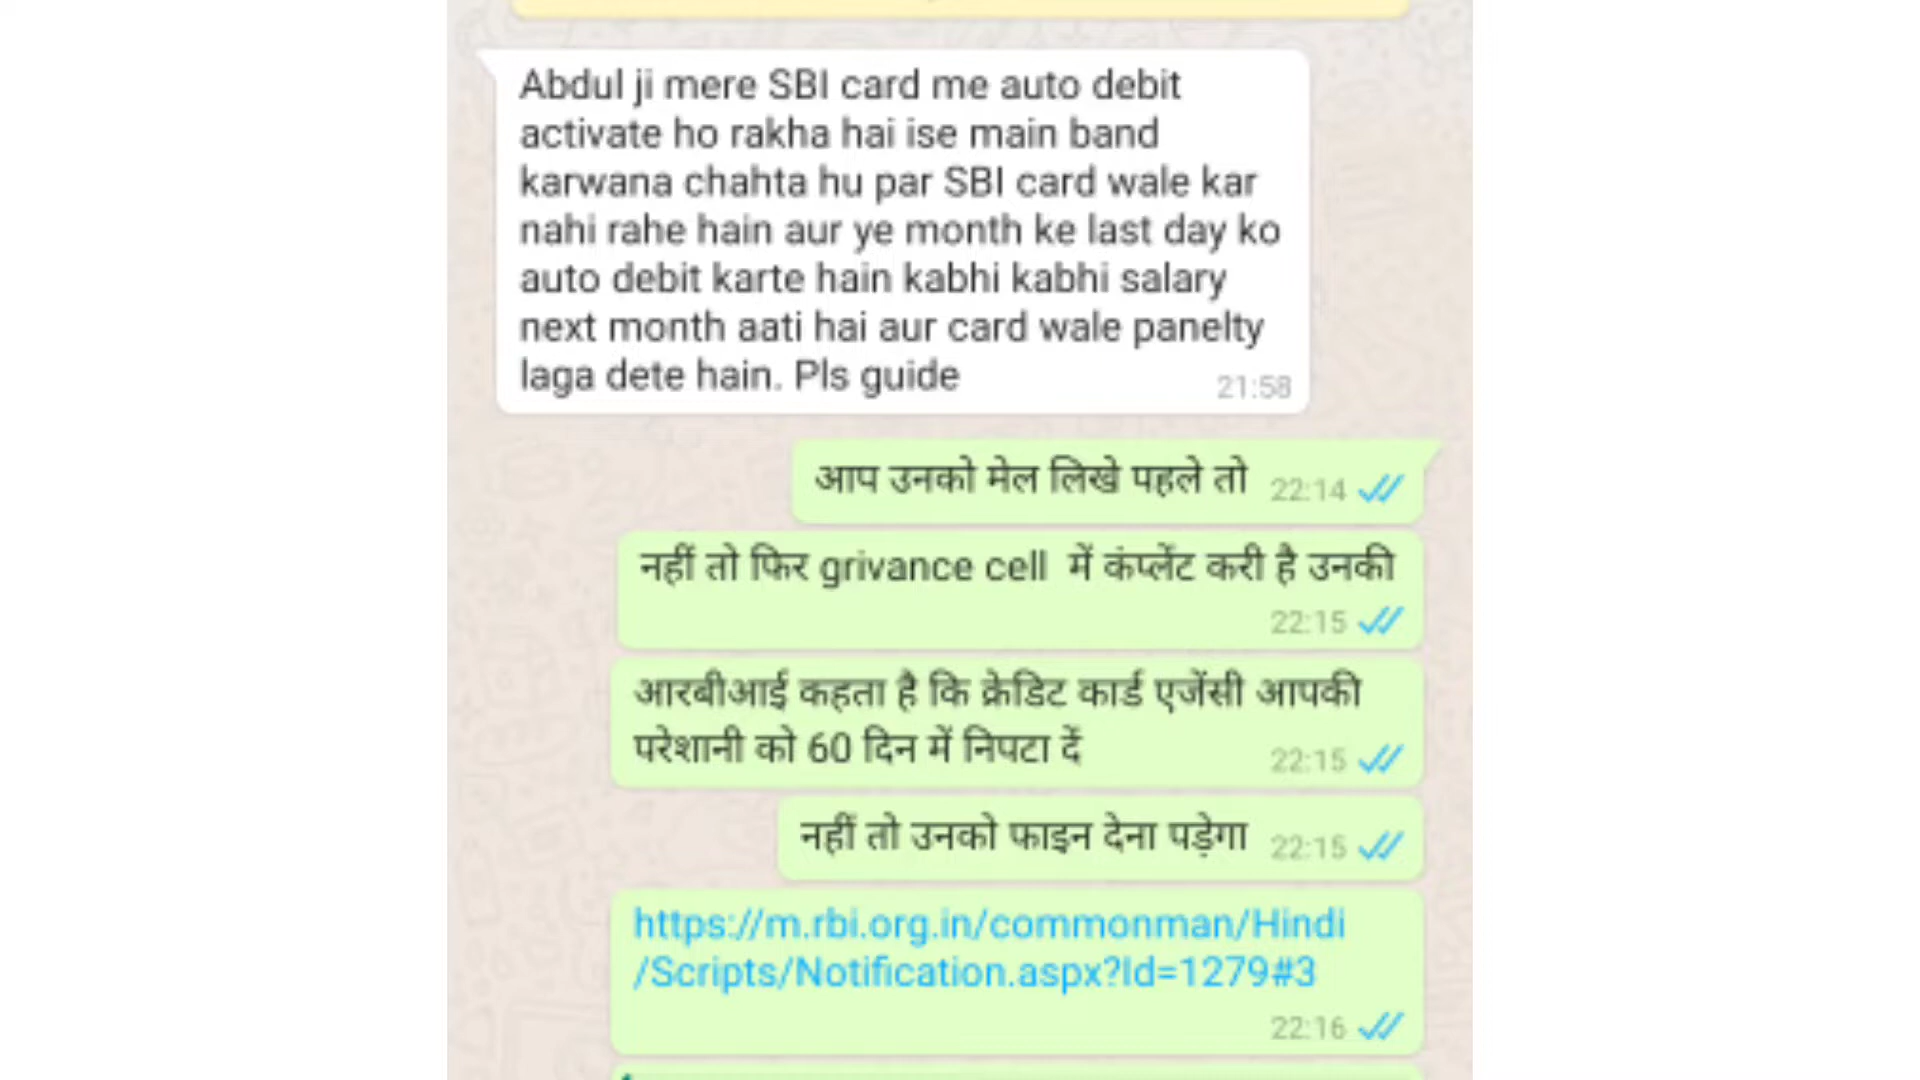 Abdul ji mere SBI card me auto debit
activate ho rakha hai ise main band
karwana chahta hu par SBI card wale kar
nahi rahe hain aur ye month ke last day ko
auto debit karte hain kabhi kabhi salary
next month aati hai aur card wale panelty
laga dete hain. Pls guide
21:58
आप उनको मेल लिखे पहले तो 22:14
नहीं तो फिर grivance cell में कंप्लेंट करी है उनकी
22:15
आरबीआई कहता है कि क्रेडिट कार्ड एजेंसी आपकी
परेशानी को 60 दिन में निपटा दें 22:15
नहीं तो उनको फाइन देना पड़ेगा 22:15
https://m.rbi.org.in/commonman/Hindi
/Scripts/Notification.aspx?Id=1279#3
22:16